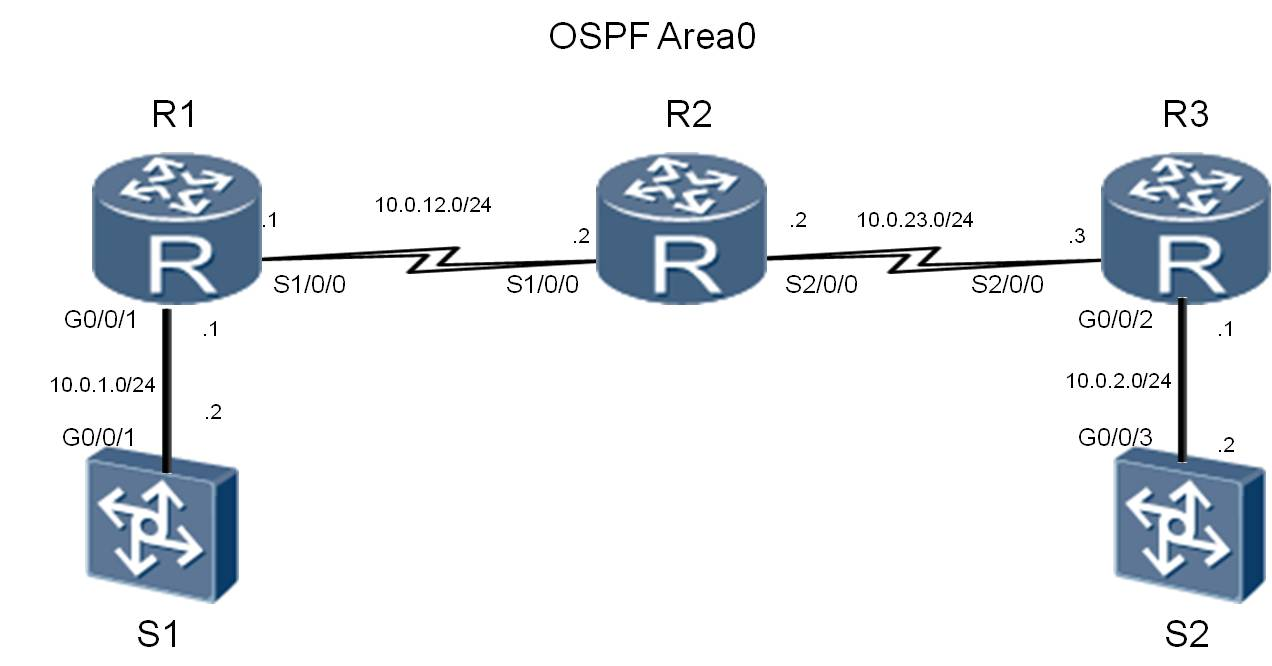 OSPF Area0
R1
R2
R3
10.0.12.0/24
10.0.23.0/24
.1
.2
.2
.3
R
R
R
S1/0/0
S1/0/0
S2/0/0
S2/0/0
G0/0/1
.1
G0/0/2
.1
10.0.1.0/24
10.0.2.0/24
.2
G0/0/1
G0/0/3
.2
S1
S2